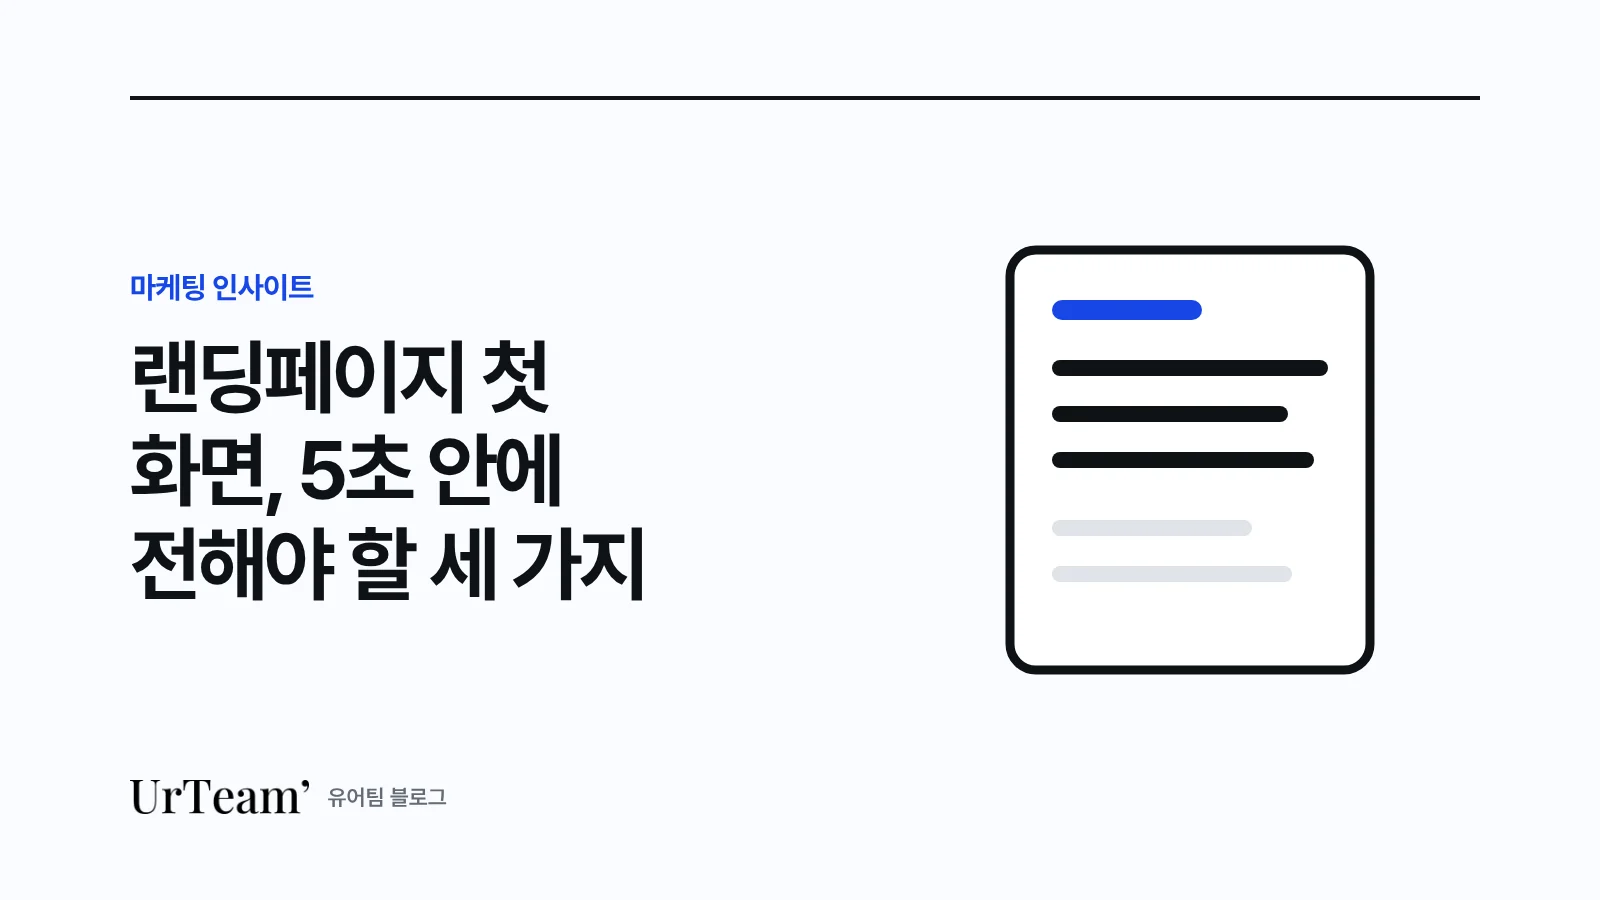 마케팅 인사이트
랜딩페이지 첫
화면, 5초 안에
전해야 할 세 가지
UrTeam’ 유어팀 블로그